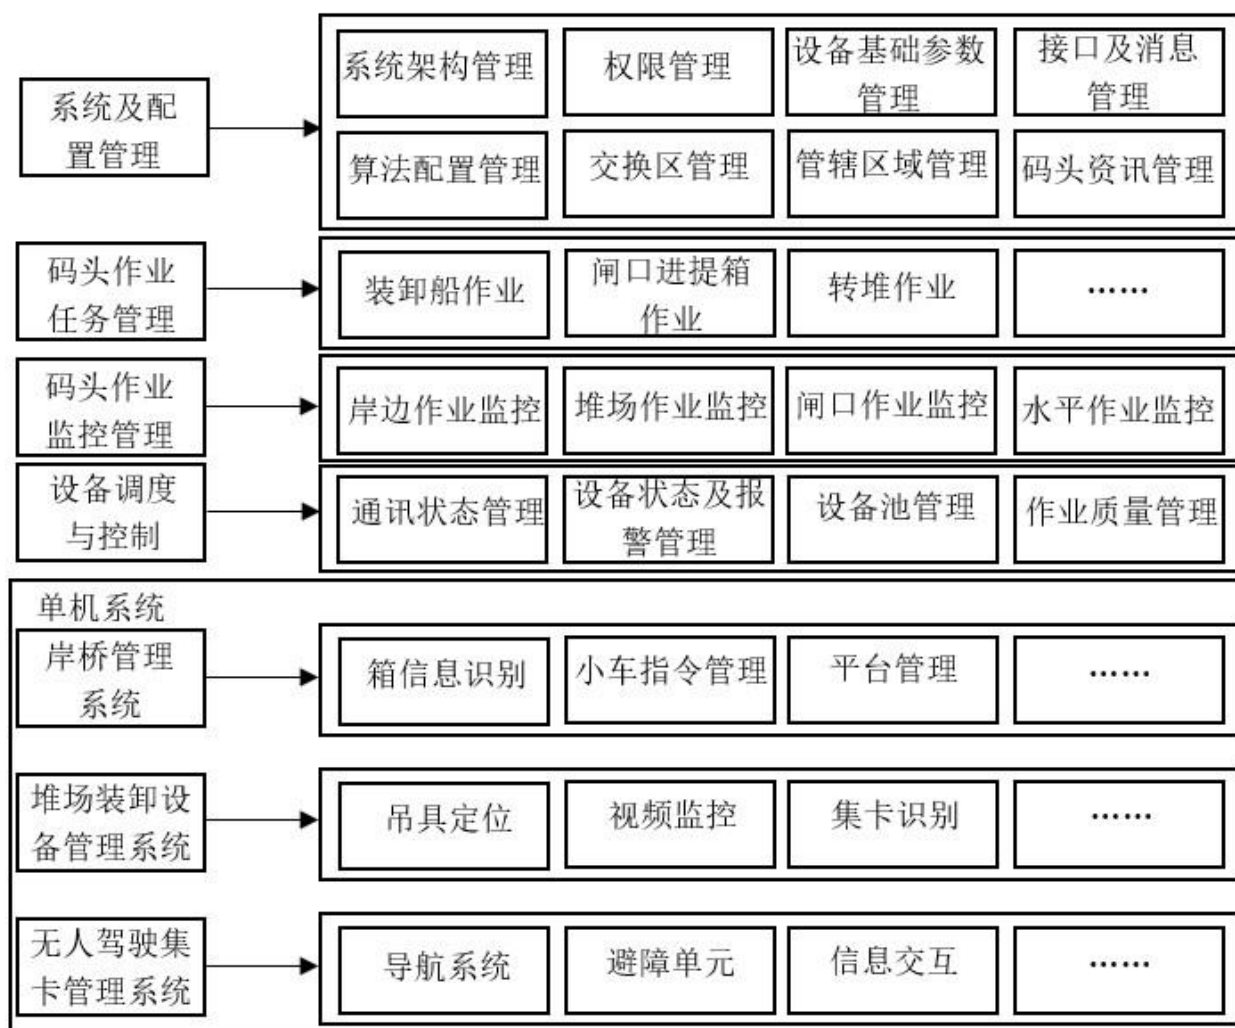 系统及配
置管理
系统架构管理
权限管理
设备基础参数
管理
接口及消息
管理
算法配置管理
交换区管理
管辖区域管理
码头资讯管理
码头作业
任务管理
装卸船作业
闸口进提箱
作业
转堆作业
……
码头作业
监控管理
岸边作业监控
堆场作业监控
闸口作业监控
水平作业监控
设备调度
与控制
通讯状态管理
设备状态及报
警管理
设备池管理
作业质量管理
单机系统
岸桥管理
系统
箱信息识别
小车指令管理
平台管理
……
堆场装卸设
备管理系统
吊具定位
视频监控
集卡识别
……
无人驾驶集
卡管理系统
导航系统
避障单元
信息交互
……